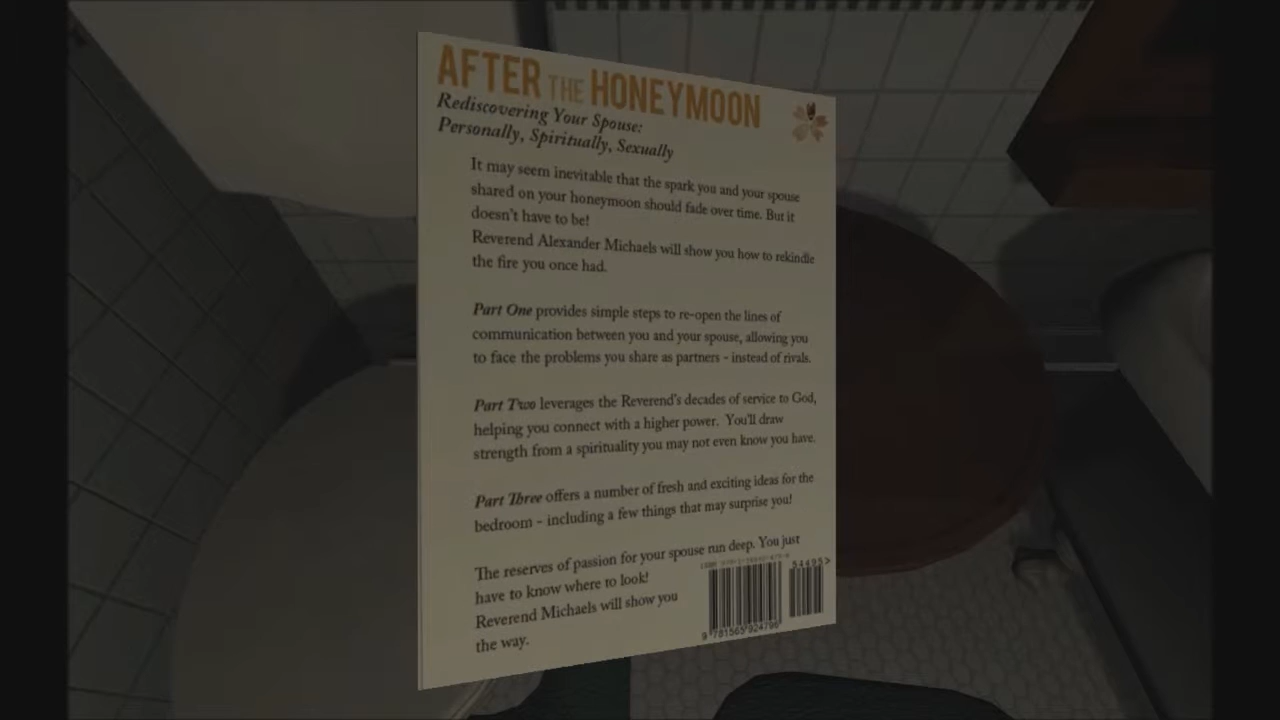 AFTER THE HONEYMOON
Rediscovering Your Spouse:
Personally, Spiritually, Sexually
It may seem inevitable that the spark you and your spouse
shared on your honeymoon should fade over time. But it
doesn't have to be!
Reverend Alexander Michaels will show you how to rekindle
the fire you once had.
Part One provides simple steps to re-open the lines of
communication between you and your spouse, allowing you
to face the problems you share as partners - instead of rivals.
Part Two leverages the Reverend's decades of service to God,
helping you connect with a higher power. You'll draw
strength from a spirituality you may not even know you have.
Part Three offers a number of fresh and exciting ideas for the
bedroom - including a few things that may surprise you!
The reserves of passion for your spouse run deep. You just
have to know where to look!
Reverend Michaels will show you
the way.
54495>
9 781565 924796